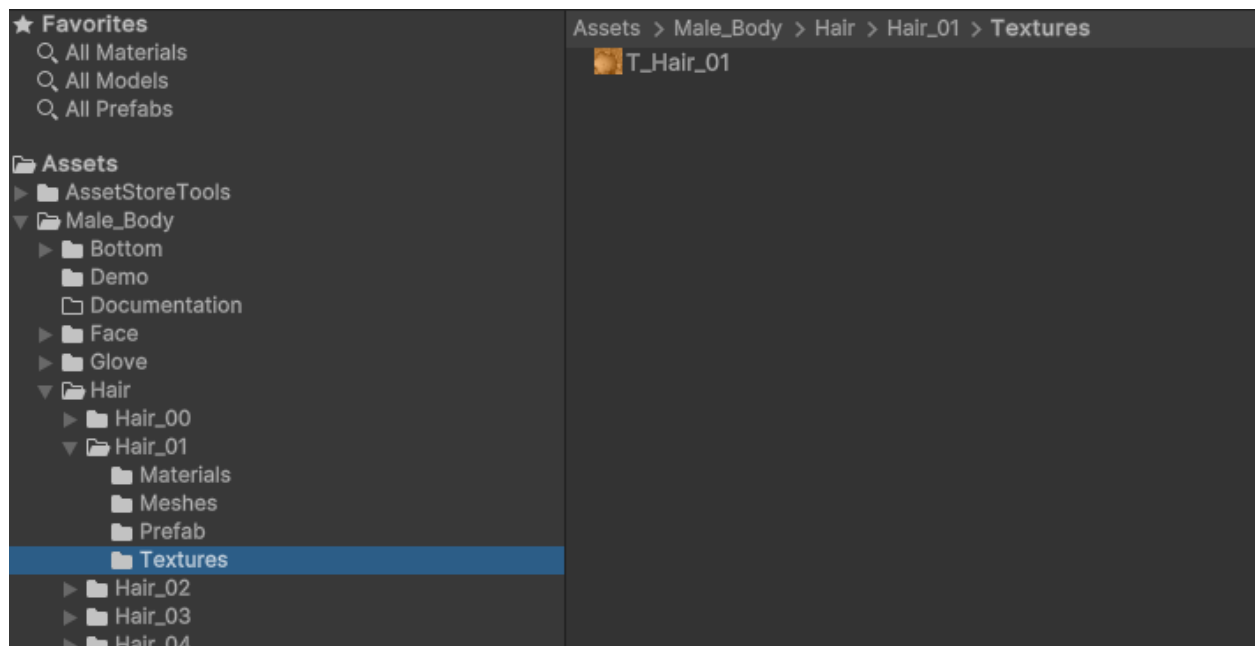 Favorites
All Materials
All Models
All Prefabs
Assets
AssetStoreTools
Male_Body
Bottom
Demo
Documentation
Face
Glove
Hair
Hair_00
Hair_01
Materials
Meshes
Prefab
Textures
Hair_02
Hair_03
Hair_04
Assets > Male_Body > Hair > Hair_01 > Textures
T_Hair_01